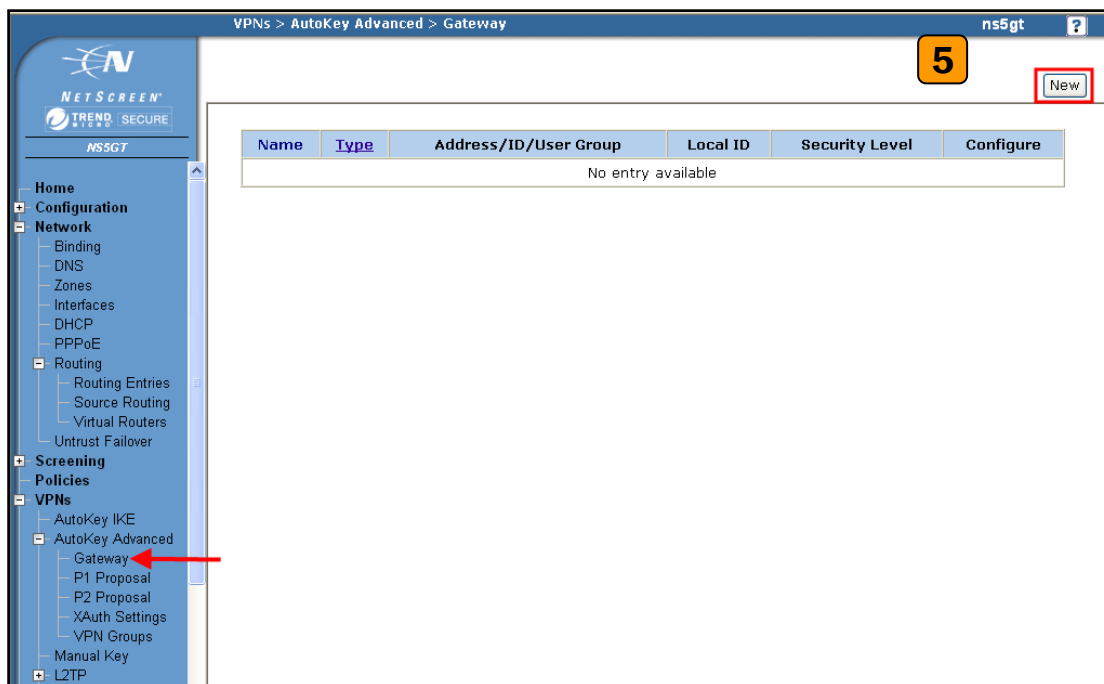 VPNs > AutoKey Advanced > Gateway
ns5gt
?
5
New
N
NETSCREEN
TREND MICRO SECURE
NS5GT
Name Type Address/ID/User Group Local ID Security Level Configure
No entry available
Home
Configuration
Network
Binding
DNS
Zones
Interfaces
DHCP
PPPoE
Routing
Routing Entries
Source Routing
Virtual Routers
Untrust Failover
Screening
Policies
VPNs
AutoKey IKE
AutoKey Advanced
Gateway
P1 Proposal
P2 Proposal
XAuth Settings
VPN Groups
Manual Key
L2TP